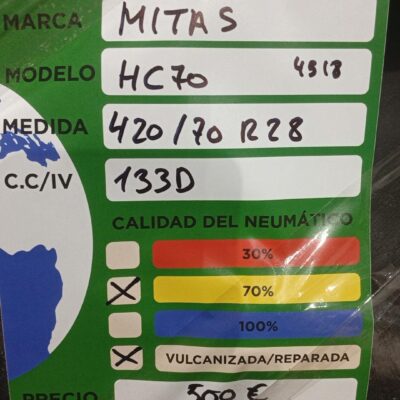 MARCA MITAS
MODELO HC70 4518
MEDIDA 420/70 R28
C.C/IV 133D
CALIDAD DEL NEUMÁTICO
30%
X 70%
100%
X VULCANIZADA/REPARADA
PRECIO 500 €